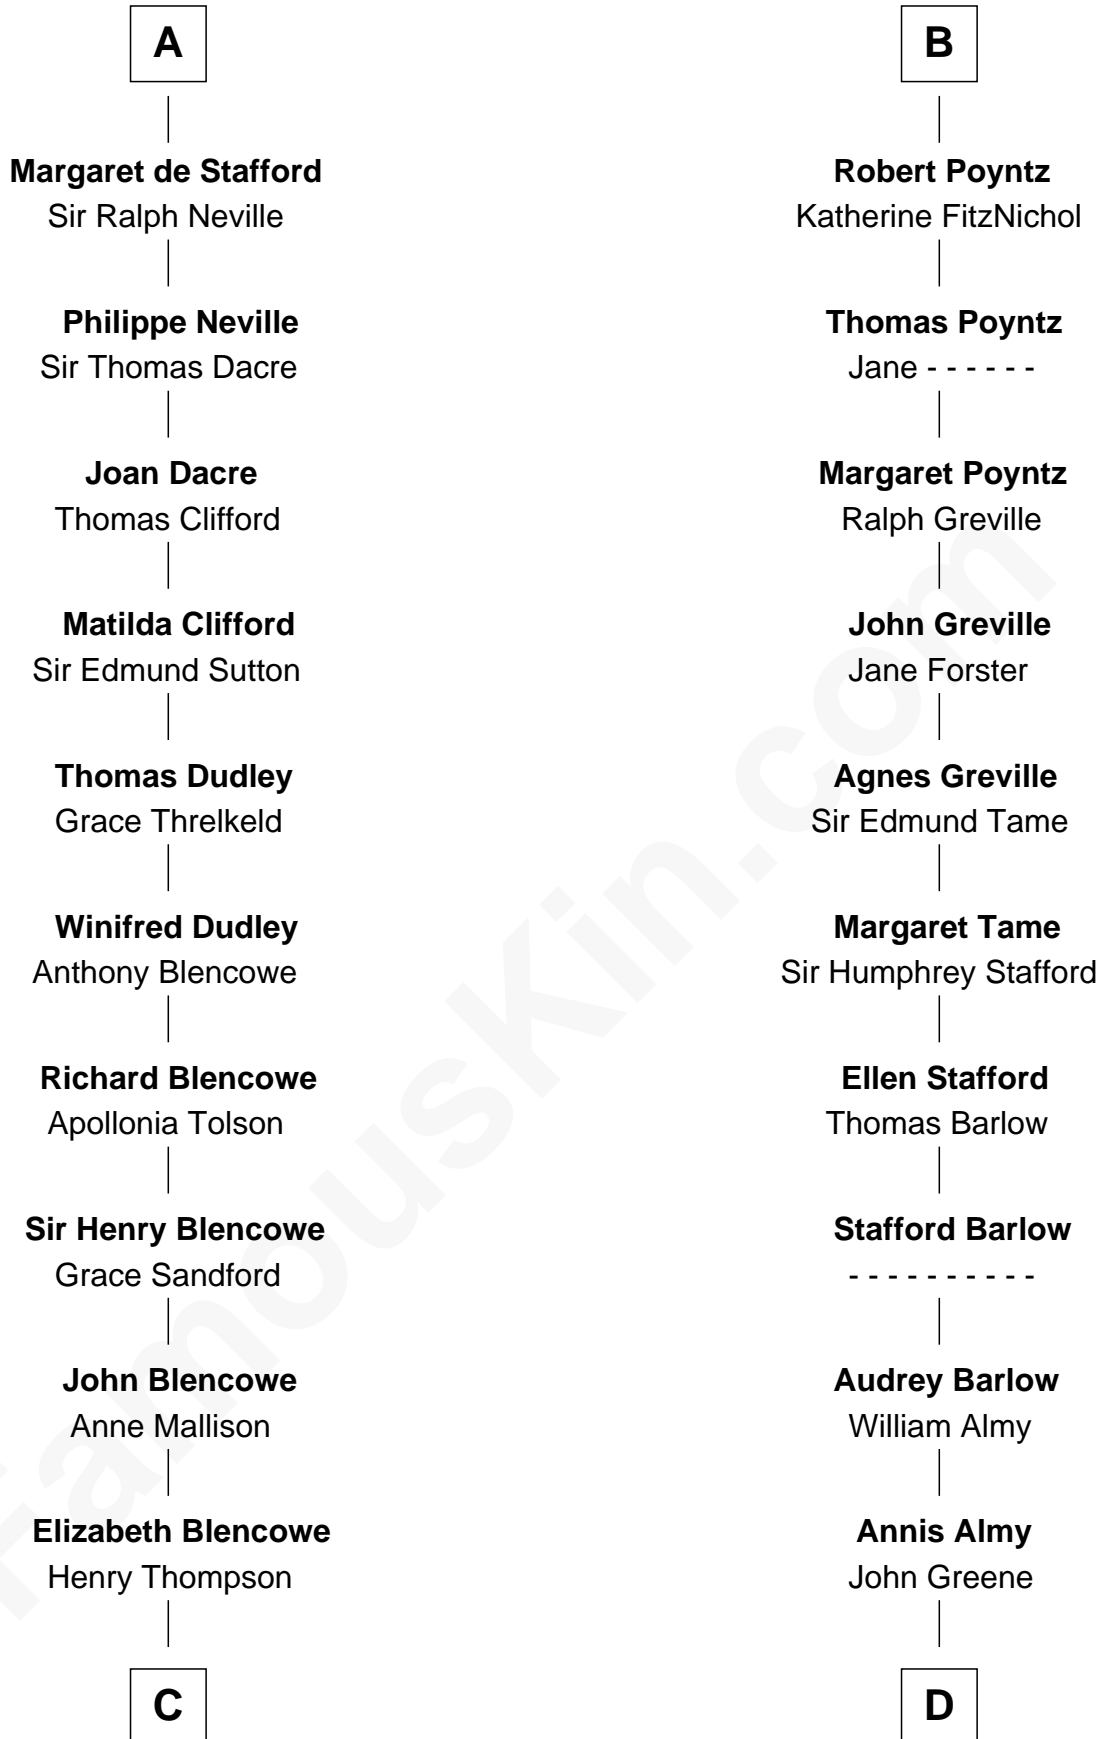 A
Margaret de Stafford
Sir Ralph Neville
Philippe Neville
Sir Thomas Dacre
Joan Dacre
Thomas Clifford
Matilda Clifford
Sir Edmund Sutton
Thomas Dudley
Grace Threlkeld
Winifred Dudley
Anthony Blencowe
Richard Blencowe
Apollonia Tolson
Sir Henry Blencowe
Grace Sandford
John Blencowe
Anne Mallison
Elizabeth Blencowe
Henry Thompson
C
B
Robert Poyntz
Katherine FitzNichol
Thomas Poyntz
Jane - - - - - -
Margaret Poyntz
Ralph Greville
John Greville
Jane Forster
Agnes Greville
Sir Edmund Tame
Margaret Tame
Sir Humphrey Stafford
Ellen Stafford
Thomas Barlow
Stafford Barlow
- - - - - - - - - -
Audrey Barlow
William Almy
Annis Almy
John Greene
D
FamousKin.com